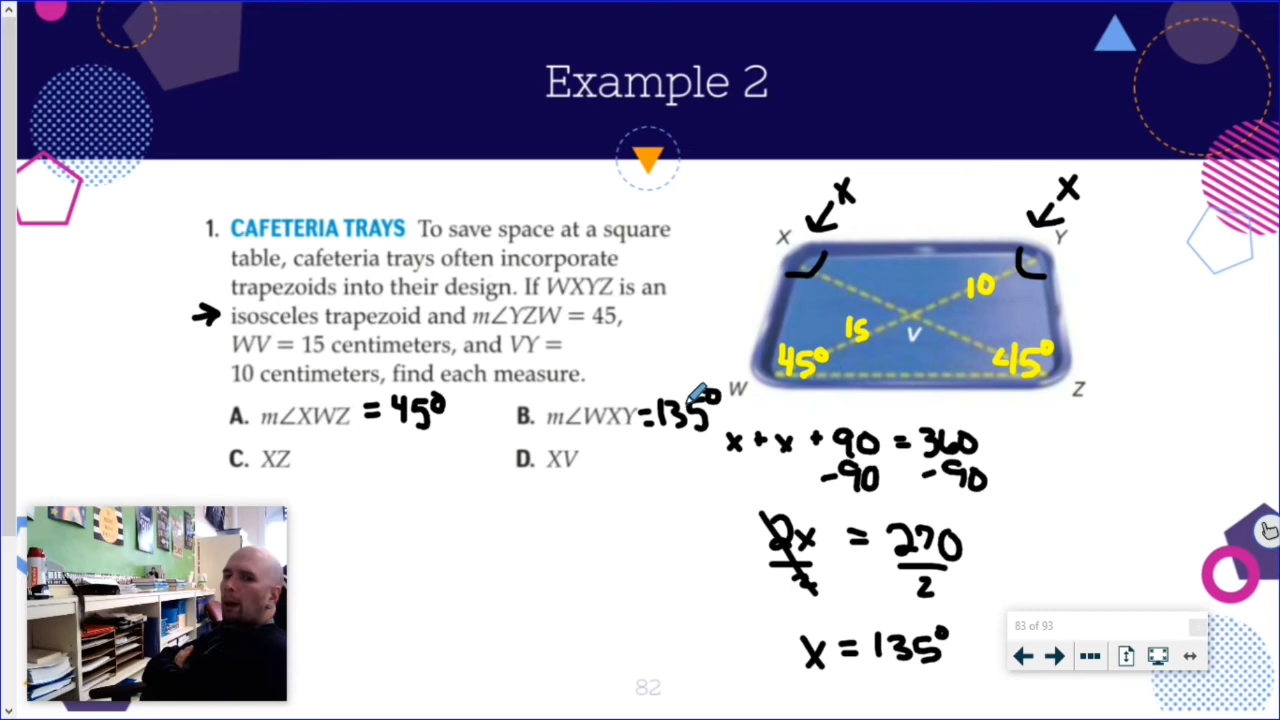 Example 2
1. CAFETERIA TRAYS To save space at a square
table, cafeteria trays often incorporate
trapezoids into their design. If WXYZ is an
→ isosceles trapezoid and m∠YZW = 45,
WV = 15 centimeters, and VY =
10 centimeters, find each measure.
A. m∠XWZ = 45°
B. m∠WXY = 135°
C. XZ
D. XV
X
X
X
Y
10
15
V
45°
45°
W
Z
x + x + 90 = 360
-90 -90
2x = 270
2 2
x = 135°
83 of 93
82